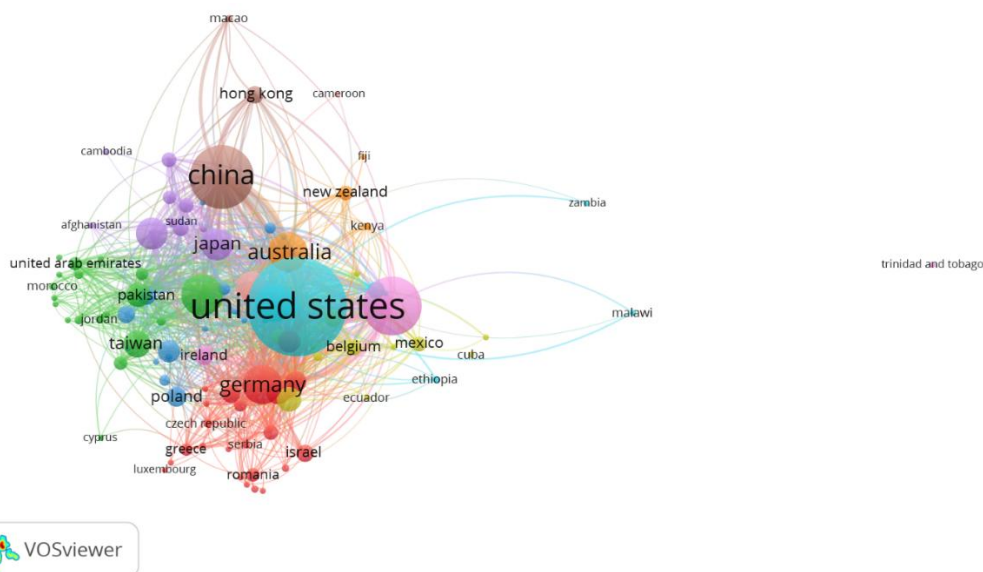 macao
hong kong
cameroon
cambodia
fiji
china
new zealand
zambia
afghanistan
sudan
kenya
japan
australia
united arab emirates
trinidad and tobago
morocco
pakistan
united states
malawi
jordan
taiwan
ireland
belgium
mexico
cuba
germany
ethiopia
poland
ecuador
czech republic
cyprus
greece
serbia
israel
luxembourg
romania
VOSviewer